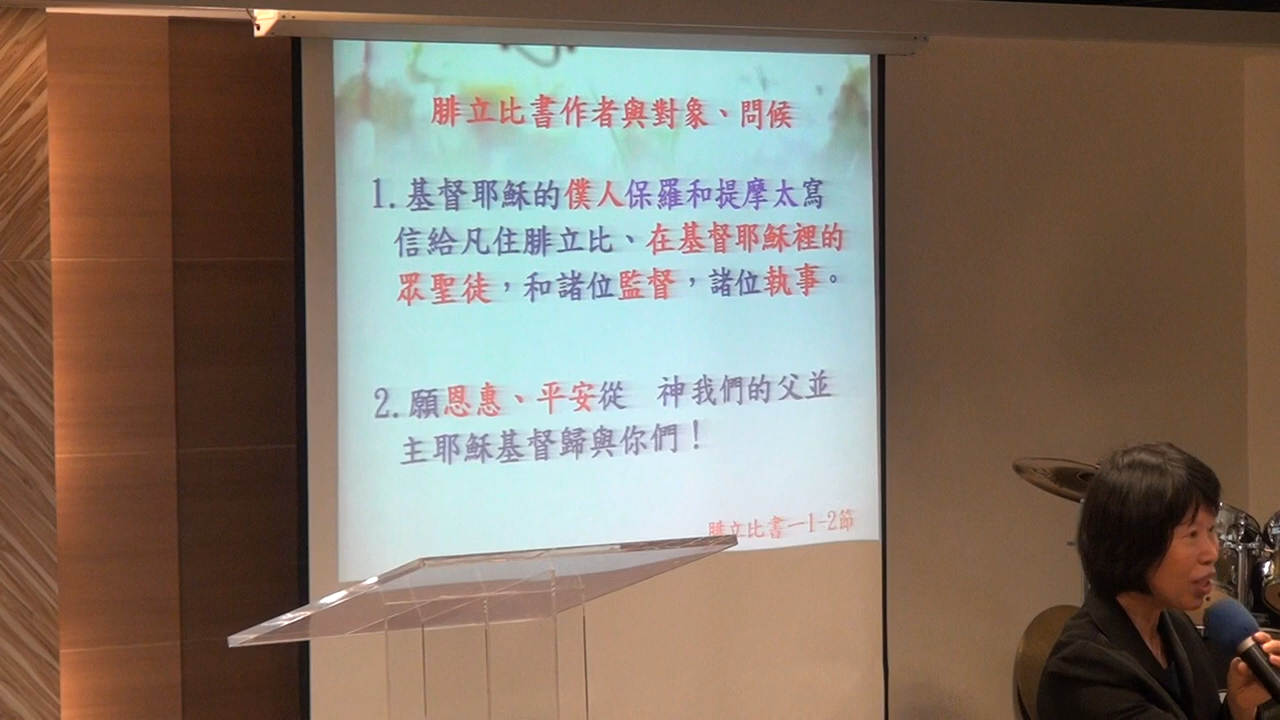 腓立比書作者與對象、問候
1.基督耶穌的僕人保羅和提摩太寫
信給凡住腓立比、在基督耶穌裡的
眾聖徒，和諸位監督，諸位執事。
2.願恩惠、平安從　神我們的父並
主耶穌基督歸與你們！
腓立比書一1-2節